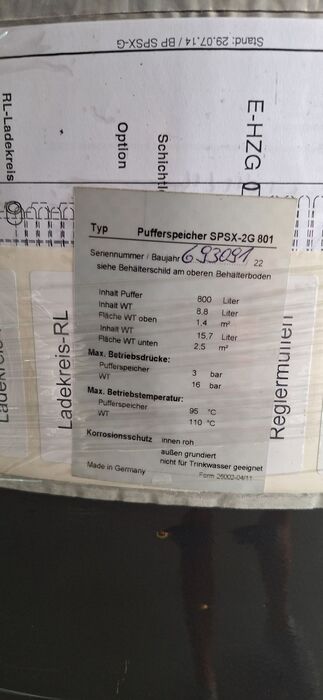 Stand: 29.07.14 / BP SPSX-G
RL-Ladekreis
Option
E-HZG
Typ Pufferspeicher SPSX-2G 801
Seriennummer / Baujahr 693091 22
siehe Behälterschild am oberen Behälterboden
Inhalt Puffer 800 Liter
Inhalt WT 8,8 Liter
Fläche WT oben 1,4 m²
Inhalt WT 15,7 Liter
Fläche WT unten 2,5 m²
Max. Betriebsdrücke:
Pufferspeicher 3 bar
WT 16 bar
Max. Betriebstemperatur:
Pufferspeicher 95 °C
WT 110 °C
Korrosionsschutz innen roh
außen grundiert
nicht für Trinkwasser geeignet
Made in Germany Form 26002-04/11
Ladekreis-RL